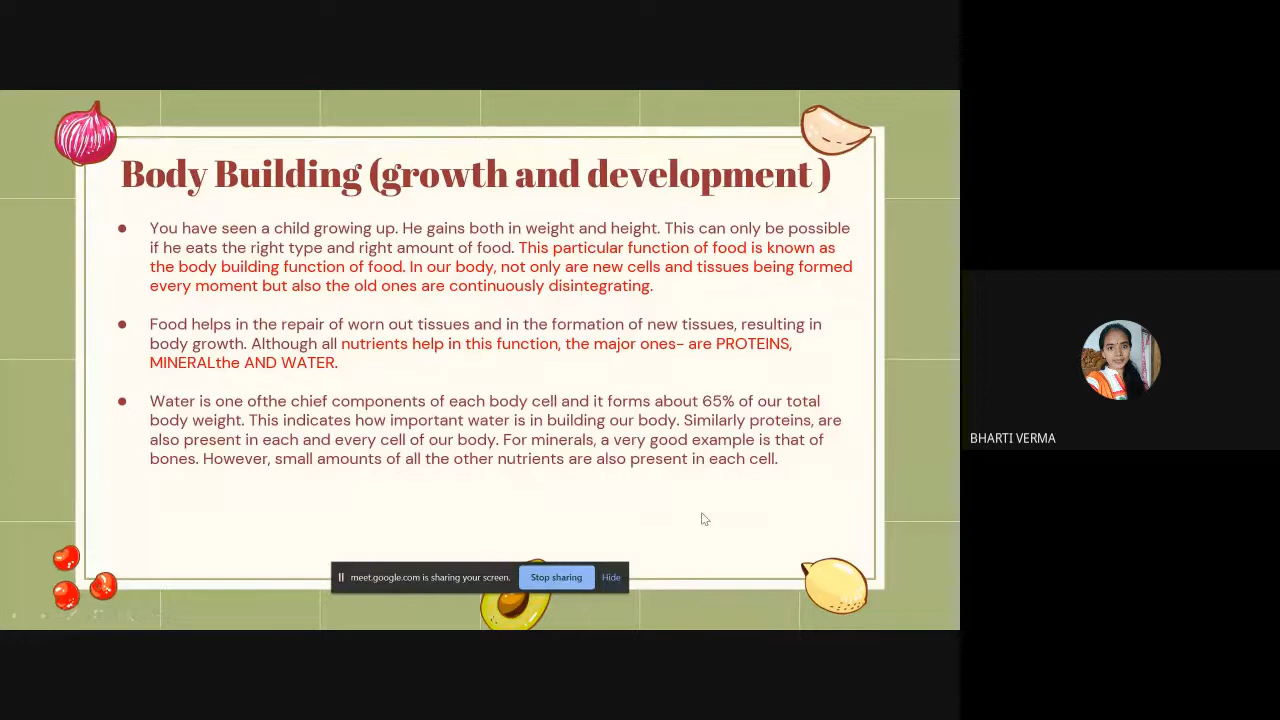 Body Building (growth and development )
● You have seen a child growing up. He gains both in weight and height. This can only be possible
if he eats the right type and right amount of food. This particular function of food is known as
the body building function of food. In our body, not only are new cells and tissues being formed
every moment but also the old ones are continuously disintegrating.
● Food helps in the repair of worn out tissues and in the formation of new tissues, resulting in
body growth. Although all nutrients help in this function, the major ones- are PROTEINS,
MINERALthe AND WATER.
● Water is one ofthe chief components of each body cell and it forms about 65% of our total
body weight. This indicates how important water is in building our body. Similarly proteins, are
also present in each and every cell of our body. For minerals, a very good example is that of
bones. However, small amounts of all the other nutrients are also present in each cell.
meet.google.com is sharing your screen. Stop sharing Hide
BHARTI VERMA